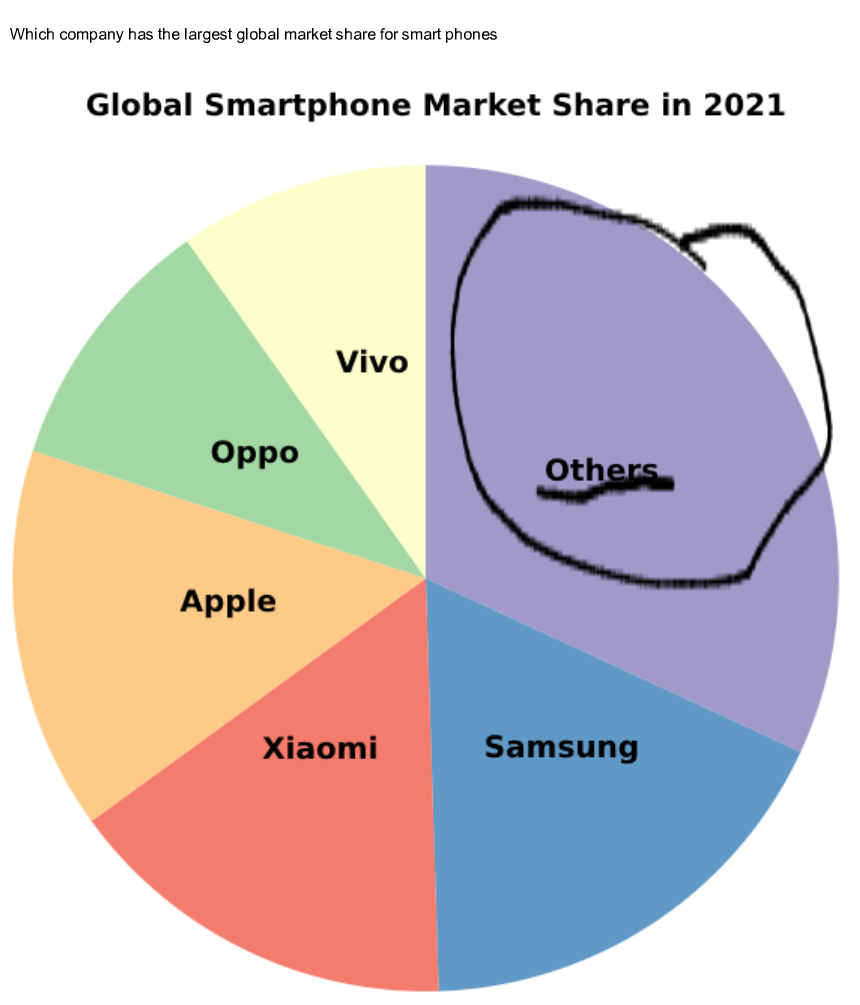 Which company has the largest global market share for smart phones
Global Smartphone Market Share in 2021
Vivo
Oppo
Others
Apple
Xiaomi
Samsung